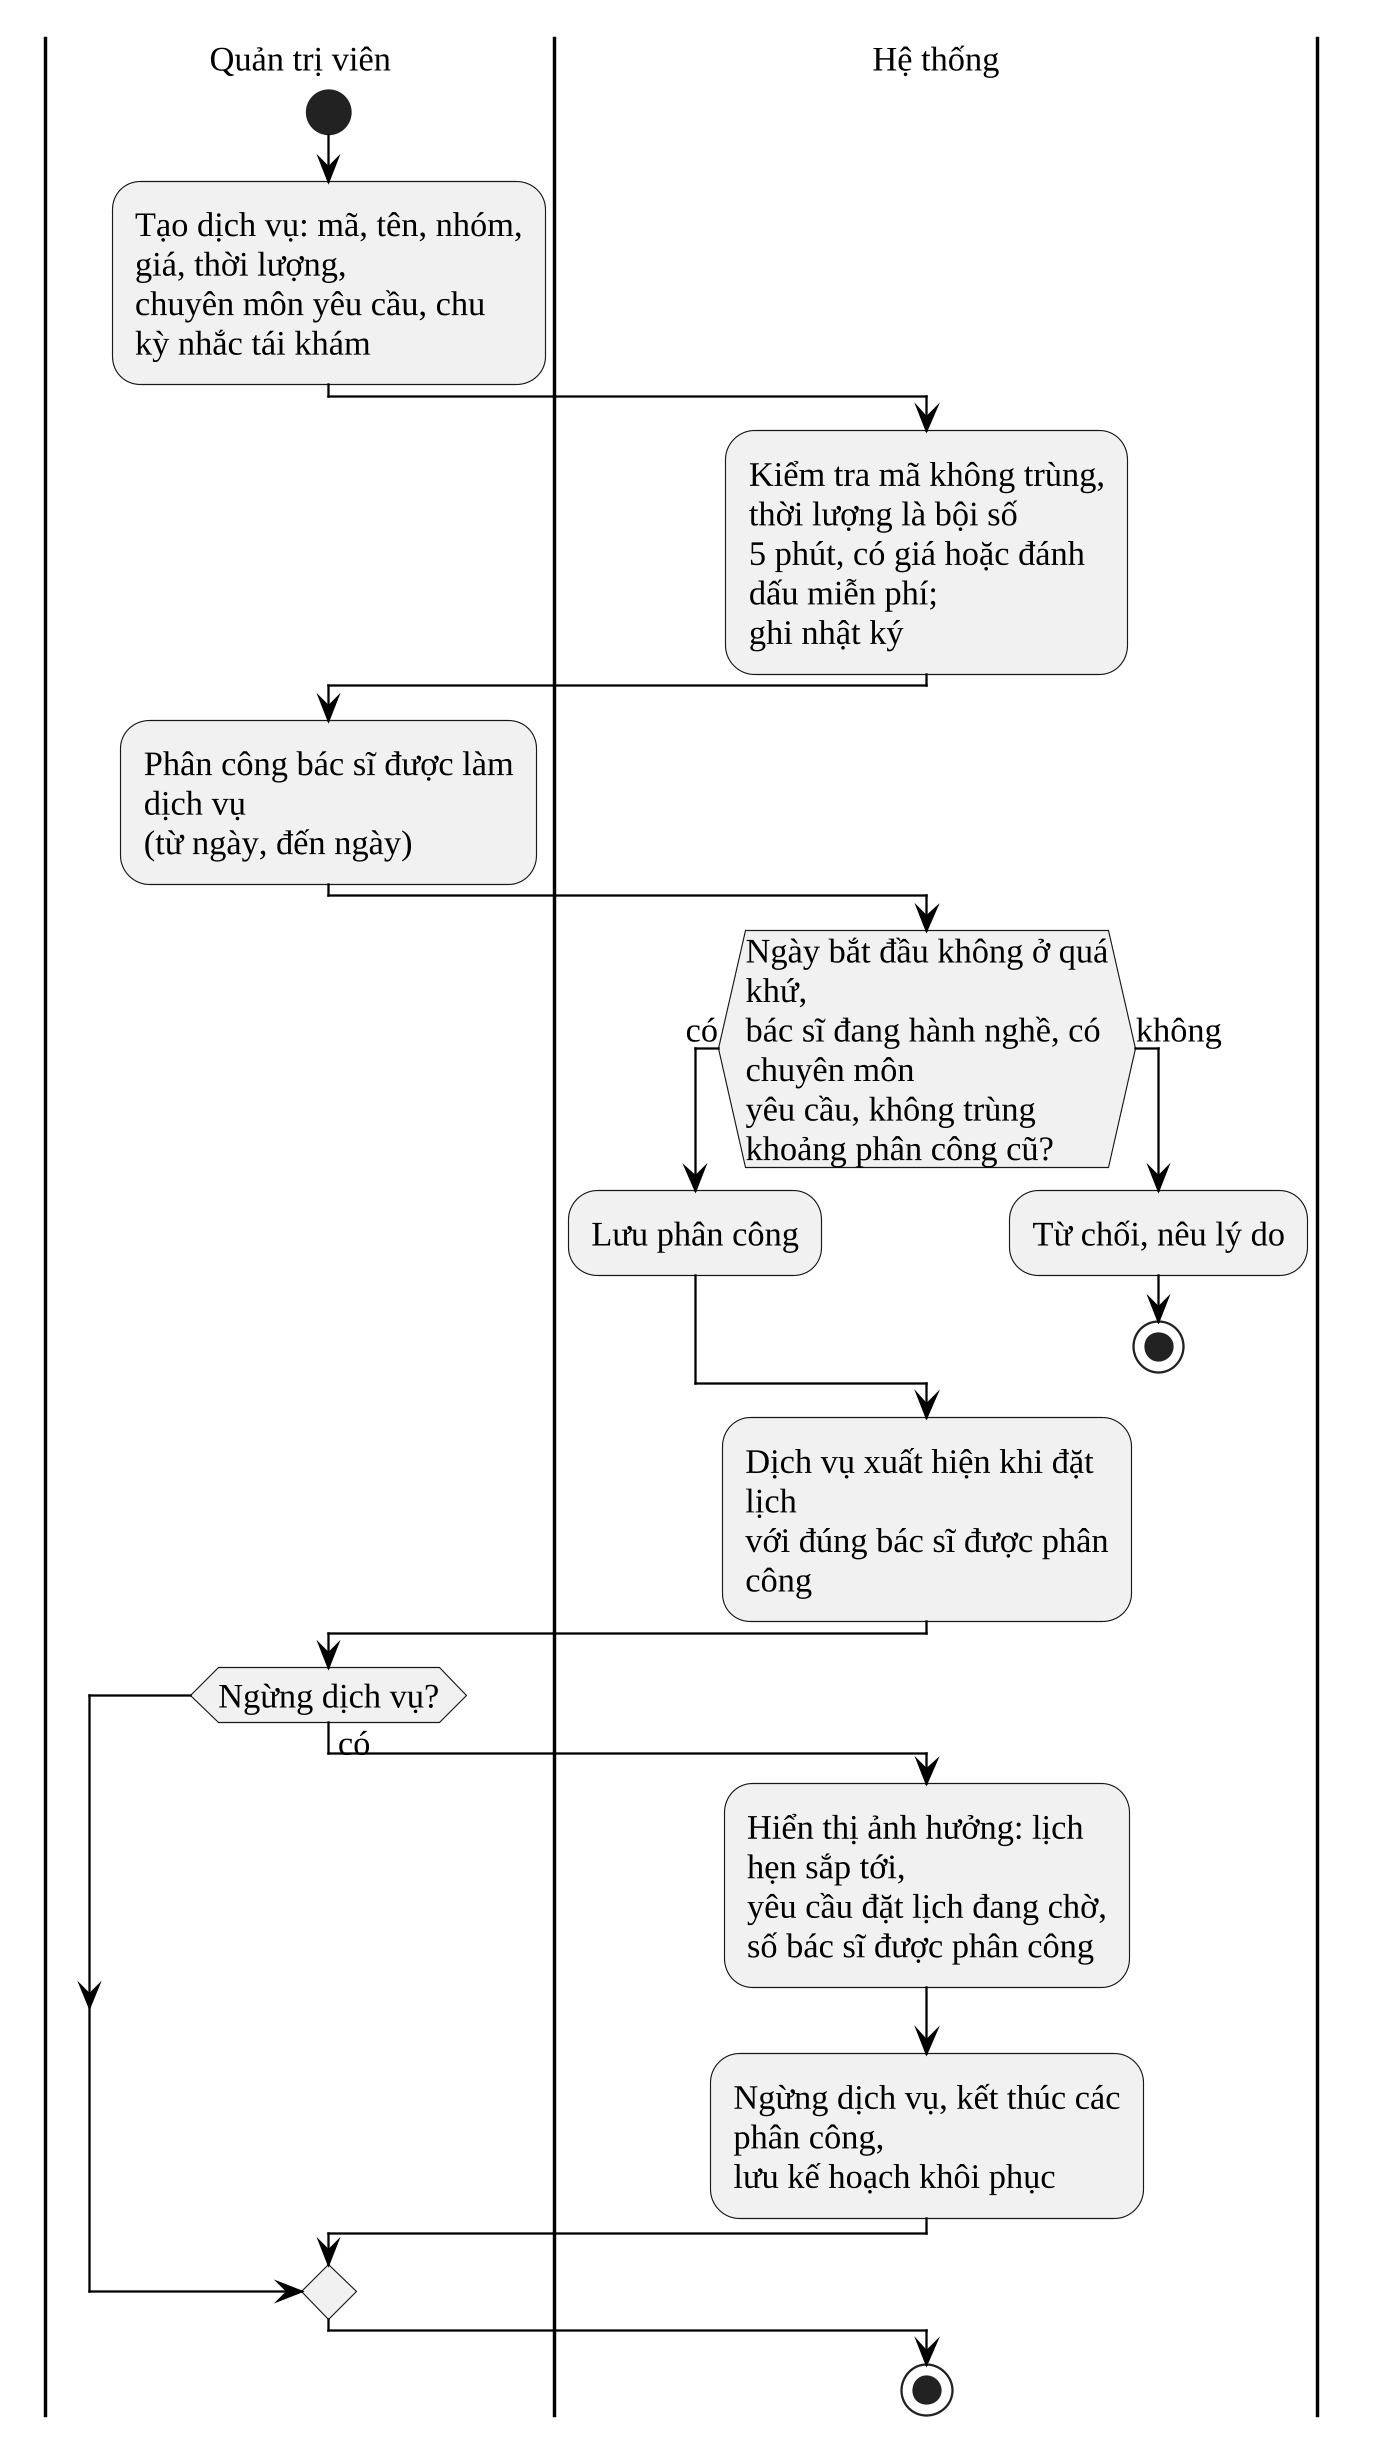 Quản trị viên
Hệ thống
Tạo dịch vụ: mã, tên, nhóm,
giá, thời lượng,
chuyên môn yêu cầu, chu
kỳ nhắc tái khám
Kiểm tra mã không trùng,
thời lượng là bội số
5 phút, có giá hoặc đánh
dấu miễn phí;
ghi nhật ký
Phân công bác sĩ được làm
dịch vụ
(từ ngày, đến ngày)
Ngày bắt đầu không ở quá
khứ,
bác sĩ đang hành nghề, có
chuyên môn
yêu cầu, không trùng
khoảng phân công cũ?
có
không
Lưu phân công
Từ chối, nêu lý do
Dịch vụ xuất hiện khi đặt
lịch
với đúng bác sĩ được phân
công
Ngừng dịch vụ?
có
Hiển thị ảnh hưởng: lịch
hẹn sắp tới,
yêu cầu đặt lịch đang chờ,
số bác sĩ được phân công
Ngừng dịch vụ, kết thúc các
phân công,
lưu kế hoạch khôi phục